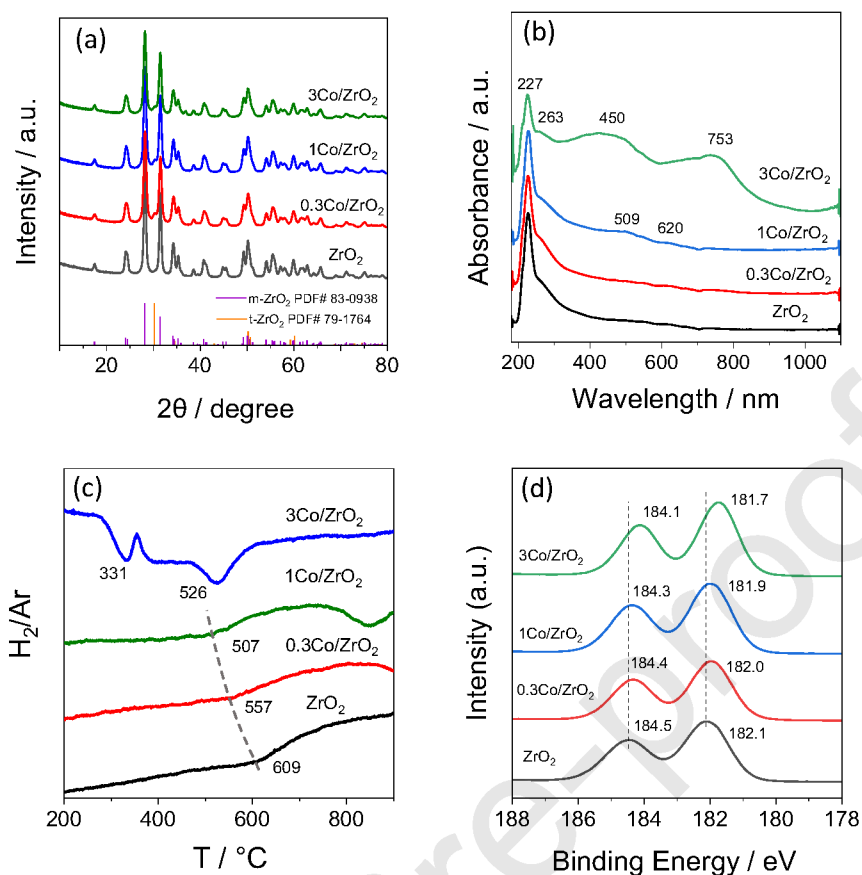 (a)
3Co/ZrO₂
1Co/ZrO₂
0.3Co/ZrO₂
ZrO₂
m-ZrO₂ PDF# 83-0938
t-ZrO₂ PDF# 79-1764
Intensity / a.u.
10 20 40 60 80
2θ / degree
(b)
227
263
450
753
3Co/ZrO₂
509
620
1Co/ZrO₂
0.3Co/ZrO₂
ZrO₂
Absorbance / a.u.
200 400 600 800 1000
Wavelength / nm
(c)
3Co/ZrO₂
331
526
1Co/ZrO₂
507
0.3Co/ZrO₂
557
ZrO₂
609
H₂/Ar
200 400 600 800
T / °C
(d)
184.1
181.7
3Co/ZrO₂
184.3
181.9
1Co/ZrO₂
184.4
182.0
0.3Co/ZrO₂
184.5
182.1
ZrO₂
Intensity (a.u.)
188 186 184 182 180 178
Binding Energy / eV
re-proof